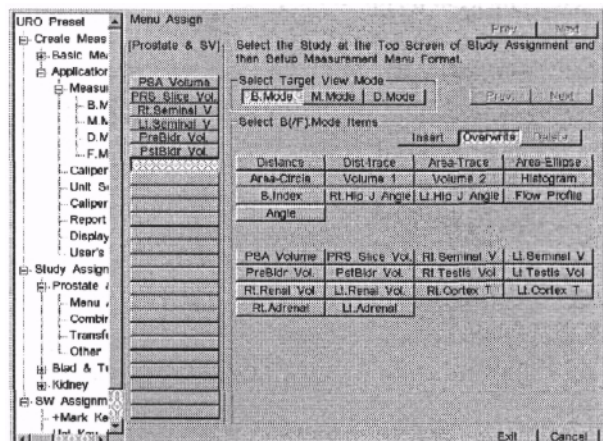 URO Preset
Create Meas
Basic Me
Application
Measur
B.M
M.M
D.M
F.M
Caliper
Unit S
Caliper
Report
Display
User's
Study Assign
Prostate
Menu
Combin
Transfe
Other
Blad & T
Kidney
SW Assignm
+Mark Ke
Menu Assign
[Prostate & SV]
PBA Volume
PRS Slice Vol.
Rt.Seminal V
Lt.Seminal V
PreBldr Vol.
PstBldr Vol.
Prev. Next
Select the Study at the Top Screen of Study Assignment and
then Setup Measurement Menu Format.
Select Target View Mode
B.Mode M.Mode D.Mode
Prev. Next
Select B(/F).Mode Items
Insert Overwrite Delete
Distance Dist-trace Area-Trace Area-Ellipse
Area-Circle Volume 1 Volume 2 Histogram
B.Index Rt.Hip J Angle Lt.Hip J Angle Flow Profile
Angle
PBA Volume PRS Slice Vol. Rt.Seminal V Lt.Seminal V
PreBldr Vol. PstBldr Vol. Rt.Testis Vol Lt.Testis Vol
Rt.Renal Vol Lt.Renal Vol. Rt.Cortex T Lt.Cortex T
Rt.Adrenal Lt.Adrenal
Exit Cancel